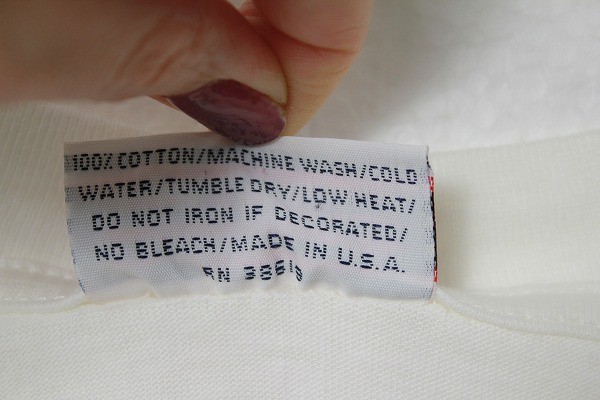 100% COTTON/MACHINE WASH/COLD
WATER/TUMBLE DRY/LOW HEAT/
DO NOT IRON IF DECORATED/
NO BLEACH/MADE IN U.S.A.
RN